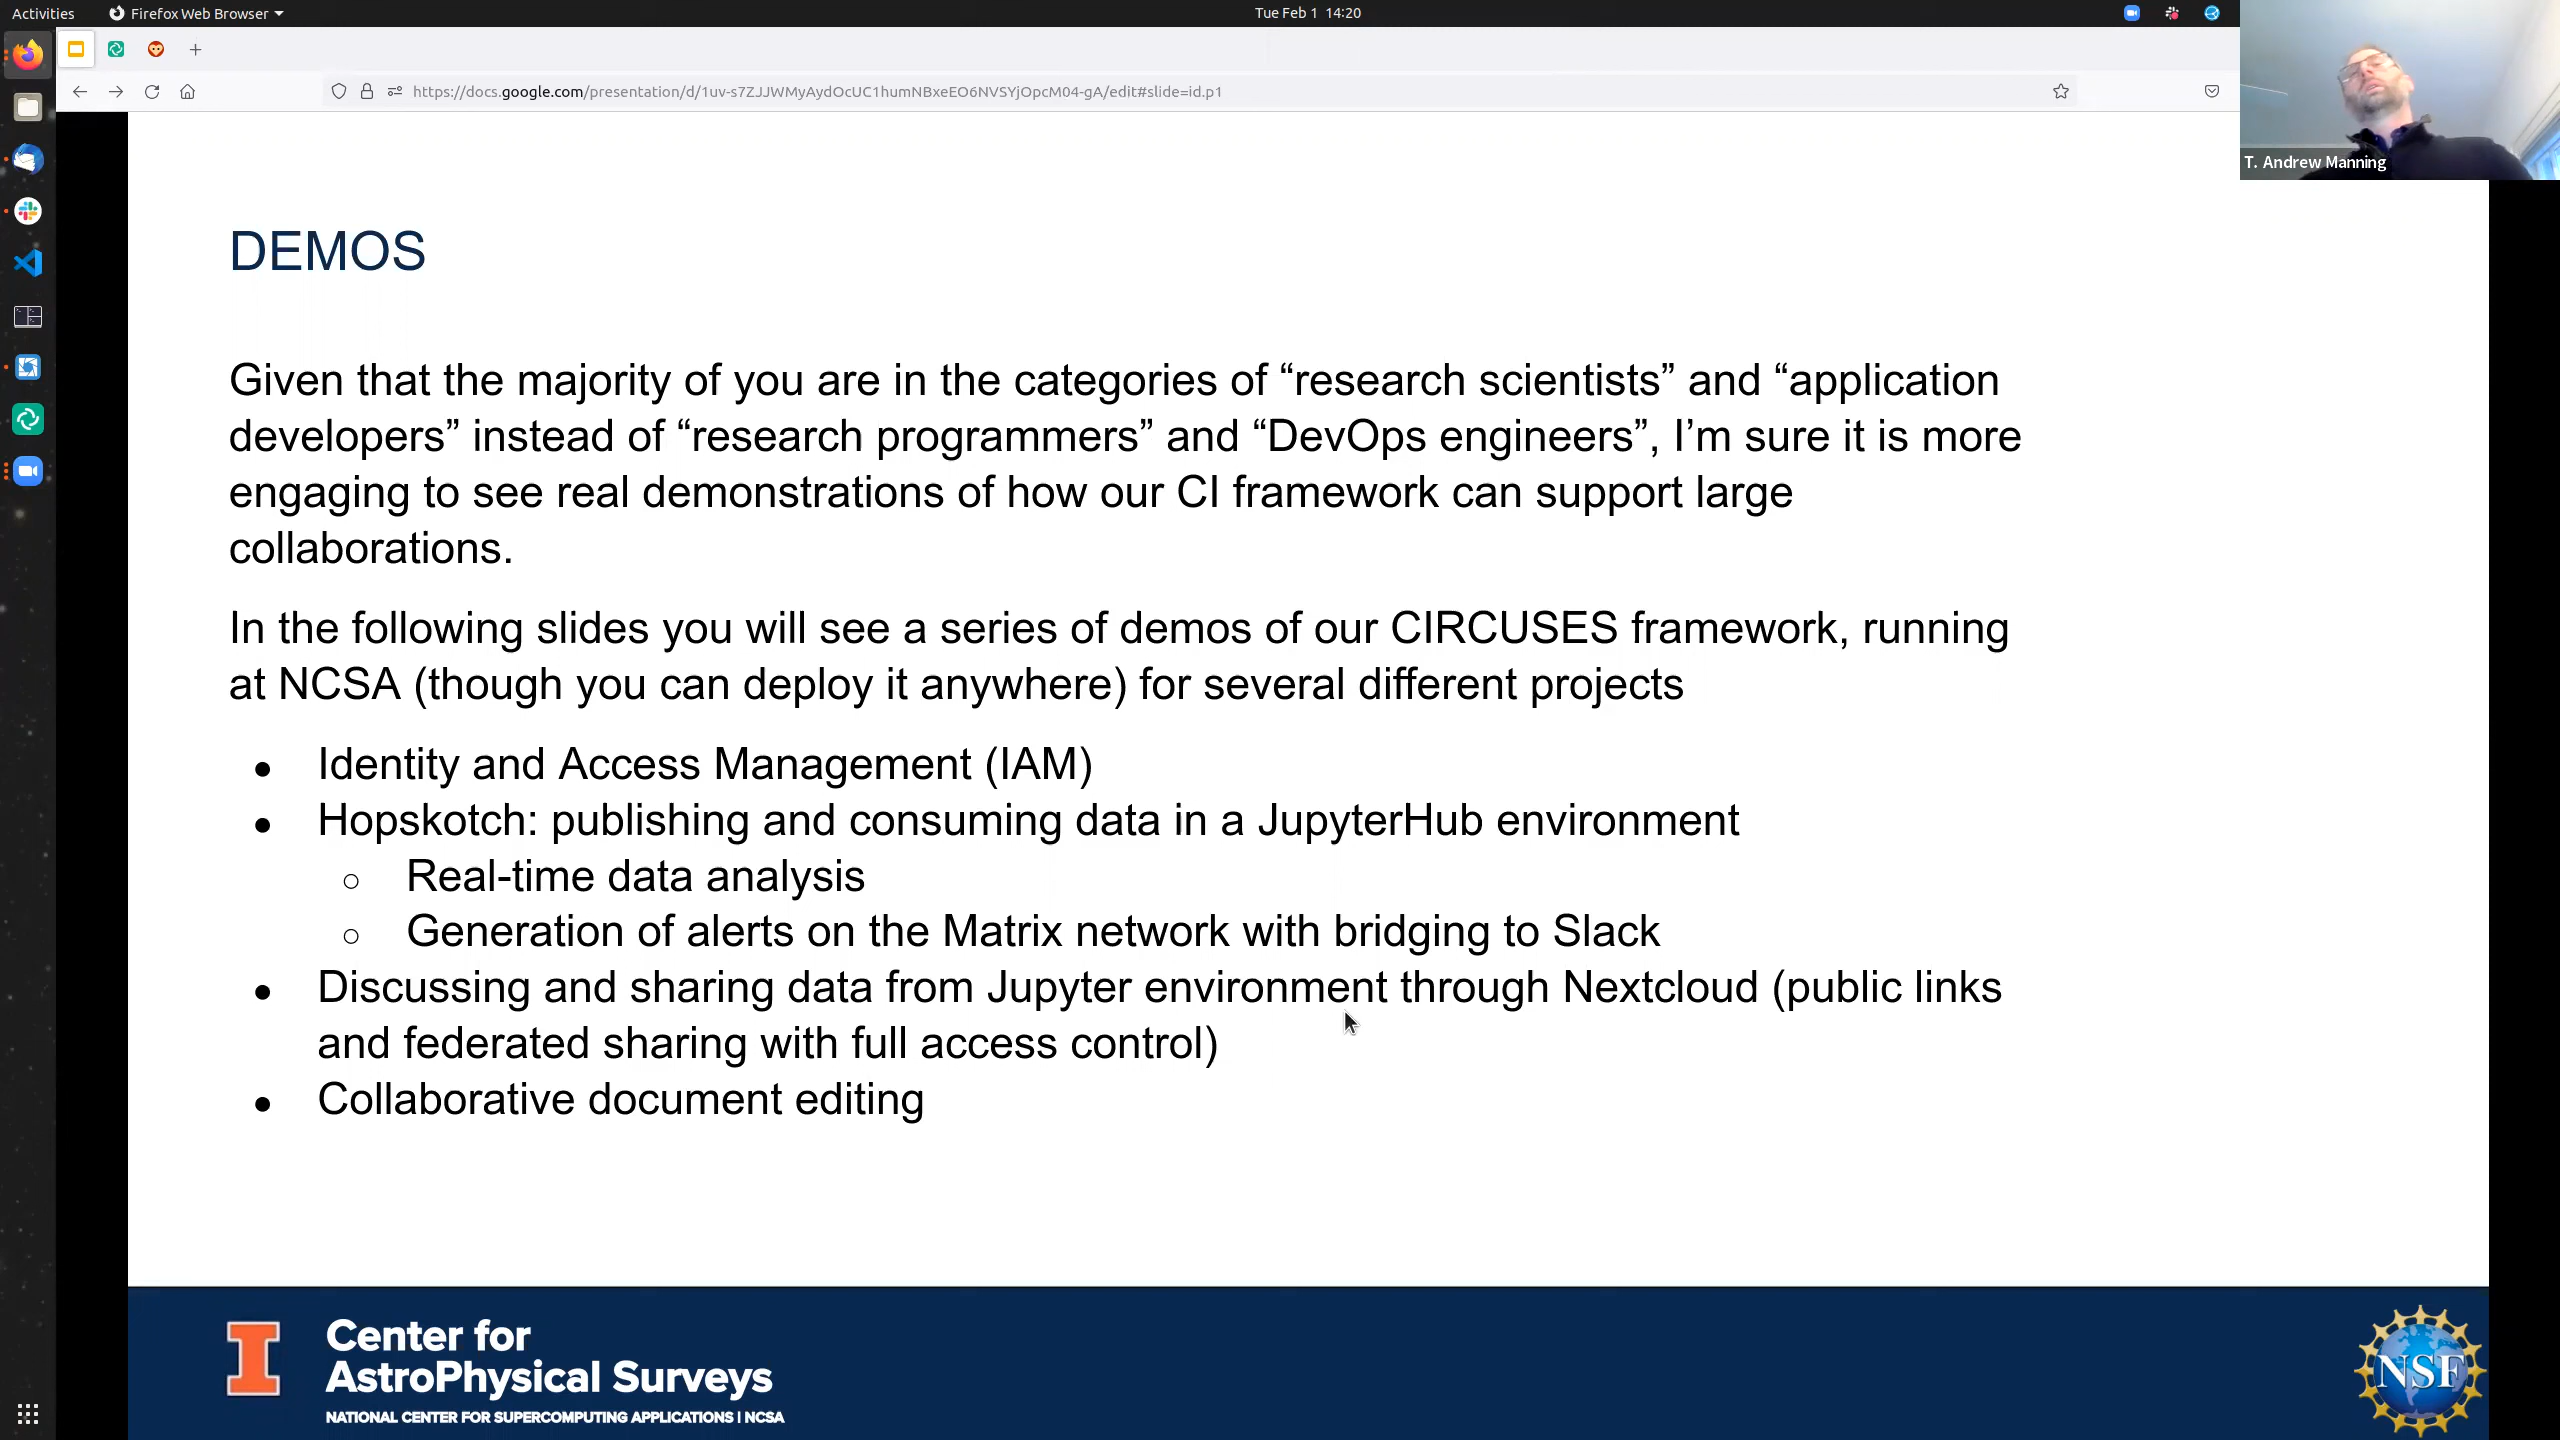 Activities
Firefox Web Browser
Tue Feb 1 14:20
https://docs.google.com/presentation/d/1uv-s7ZJJWMyAydOcUC1humNBxeEO6NVSYjOpcM04-gA/edit#slide=id.p1
T. Andrew Manning
DEMOS
Given that the majority of you are in the categories of “research scientists” and “application
developers” instead of “research programmers” and “DevOps engineers”, I’m sure it is more
engaging to see real demonstrations of how our CI framework can support large
collaborations.
In the following slides you will see a series of demos of our CIRCUSES framework, running
at NCSA (though you can deploy it anywhere) for several different projects
● Identity and Access Management (IAM)
● Hopskotch: publishing and consuming data in a JupyterHub environment
○ Real-time data analysis
○ Generation of alerts on the Matrix network with bridging to Slack
● Discussing and sharing data from Jupyter environment through Nextcloud (public links
and federated sharing with full access control)
● Collaborative document editing
Center for
AstroPhysical Surveys
NATIONAL CENTER FOR SUPERCOMPUTING APPLICATIONS | NCSA
NSF